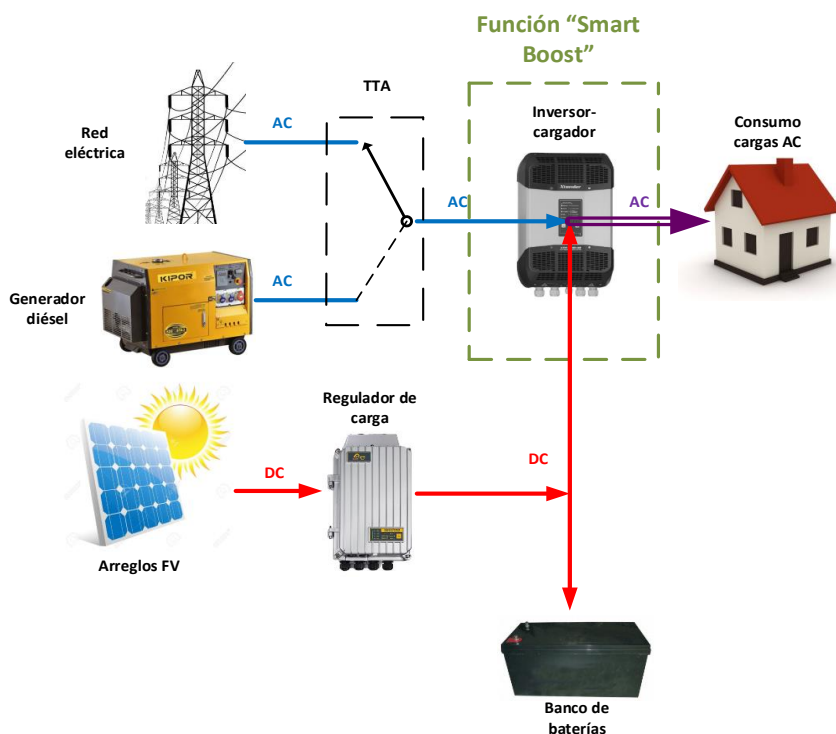 Función “Smart
Boost”
TTA
Inversor-
cargador
Consumo
cargas AC
Red
eléctrica
AC
AC
AC
Xtender
KIPOR
Generador
diésel
AC
Regulador de
carga
DC
DC
Arreglos FV
Banco de
baterías